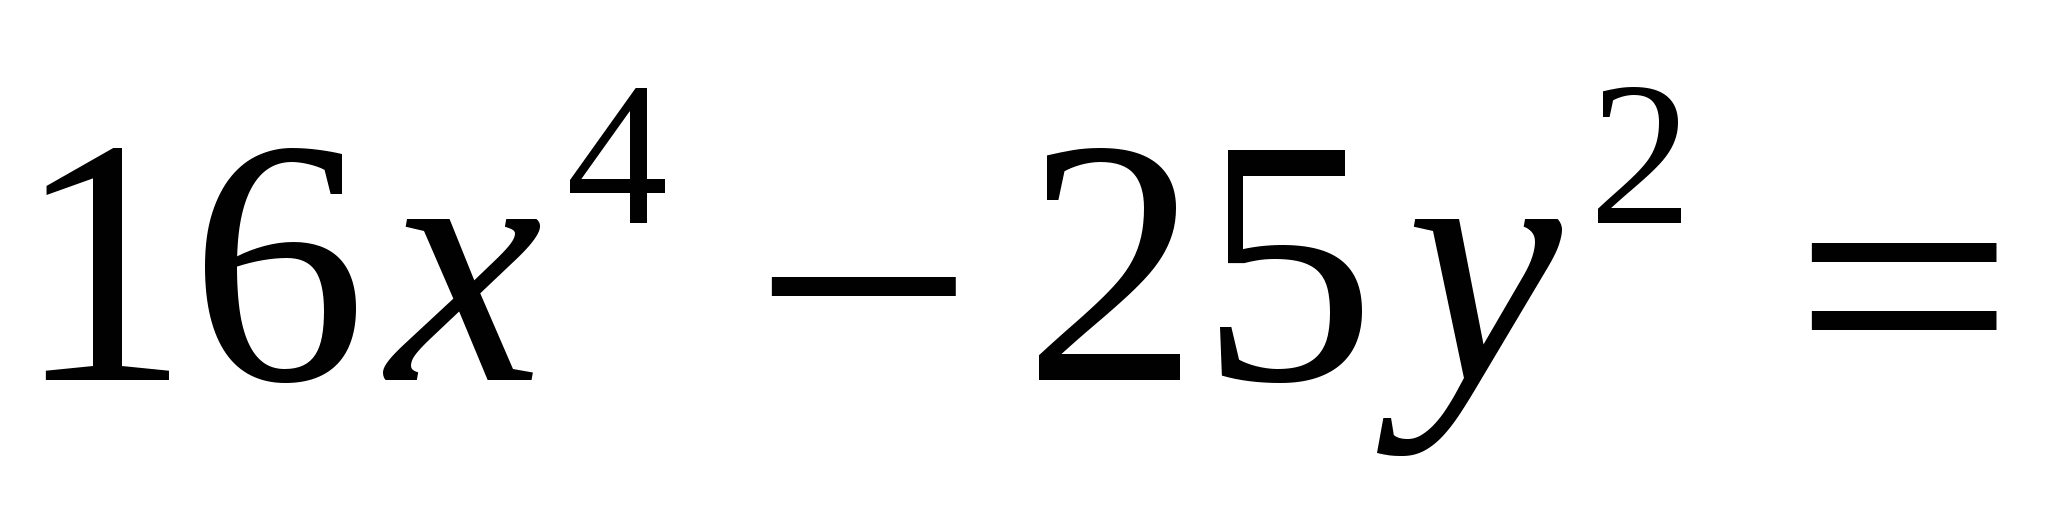 16x⁴ − 25y² =